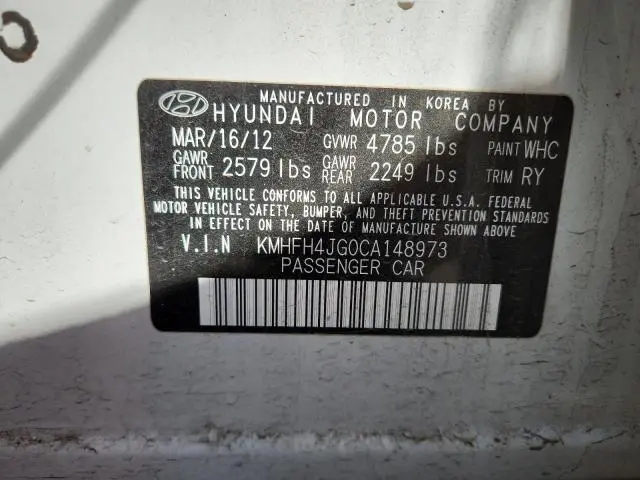 MANUFACTURED IN KOREA BY
HYUNDAI MOTOR COMPANY
MAR/16/12 GVWR 4785 lbs PAINT WHC
GAWR FRONT 2579 lbs GAWR REAR 2249 lbs TRIM RY
THIS VEHICLE CONFORMS TO ALL APPLICABLE U.S.A. FEDERAL
MOTOR VEHICLE SAFETY, BUMPER, AND THEFT PREVENTION STANDARDS
IN EFFECT ON THE DATE OF MANUFACTURE SHOWN ABOVE
V.I.N KMHFH4JG0CA148973
PASSENGER CAR